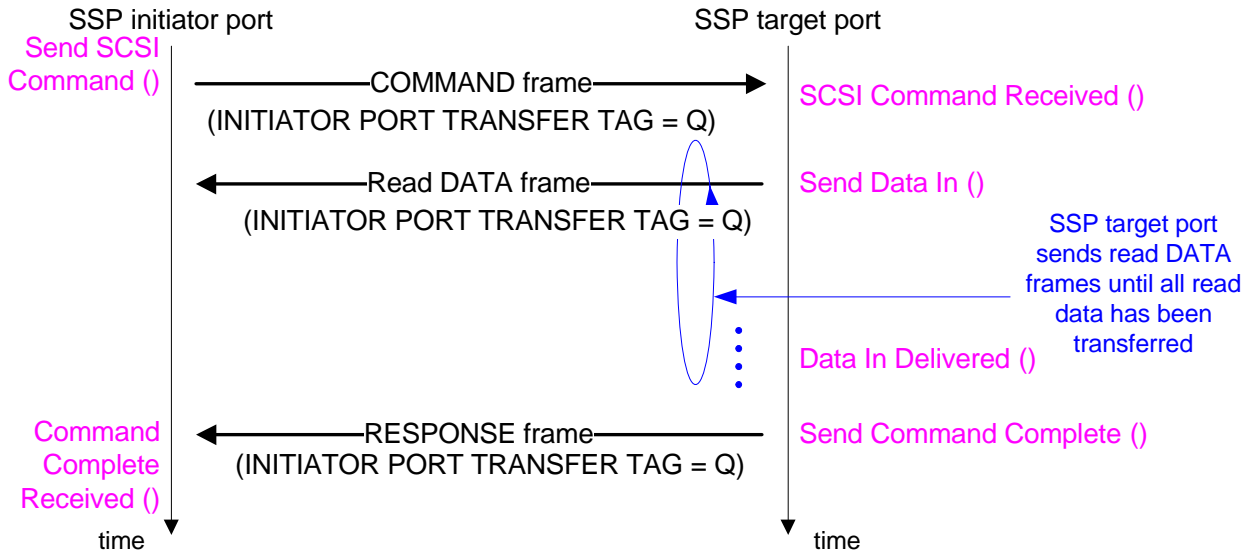 SSP initiator port
SSP target port
Send SCSI
Command ()
COMMAND frame
SCSI Command Received ()
(INITIATOR PORT TRANSFER TAG = Q)
Read DATA frame
Send Data In ()
(INITIATOR PORT TRANSFER TAG = Q)
SSP target port
sends read DATA
frames until all read
data has been
transferred
Data In Delivered ()
Command
Complete
Received ()
RESPONSE frame
Send Command Complete ()
(INITIATOR PORT TRANSFER TAG = Q)
time
time